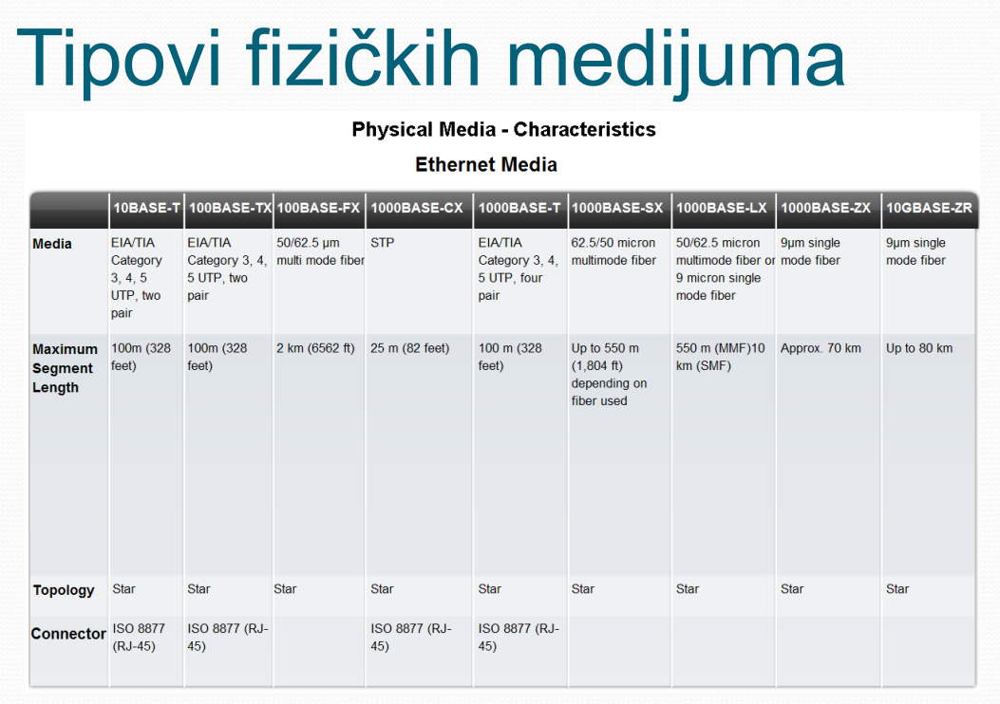 Tipovi fizičkih medijuma
Physical Media - Characteristics
Ethernet Media
10BASE-T 100BASE-TX 100BASE-FX 1000BASE-CX 1000BASE-T 1000BASE-SX 1000BASE-LX 1000BASE-ZX 10GBASE-ZR
Media
EIA/TIA
Category
3, 4, 5
UTP, two
pair
EIA/TIA
Category 3, 4,
5 UTP, two
pair
50/62.5 µm
multi mode fiber
STP
EIA/TIA
Category 3, 4,
5 UTP, four
pair
62.5/50 micron
multimode fiber
50/62.5 micron
multimode fiber or
9 micron single
mode fiber
9µm single
mode fiber
9µm single
mode fiber
Maximum
Segment
Length
100m (328
feet)
100m (328
feet)
2 km (6562 ft)
25 m (82 feet)
100 m (328
feet)
Up to 550 m
(1,804 ft)
depending on
fiber used
550 m (MMF)10
km (SMF)
Approx. 70 km
Up to 80 km
Topology
Star
Star
Star
Star
Star
Star
Star
Star
Star
Connector
ISO 8877
(RJ-45)
ISO 8877 (RJ-
45)
ISO 8877 (RJ-
45)
ISO 8877 (RJ-
45)